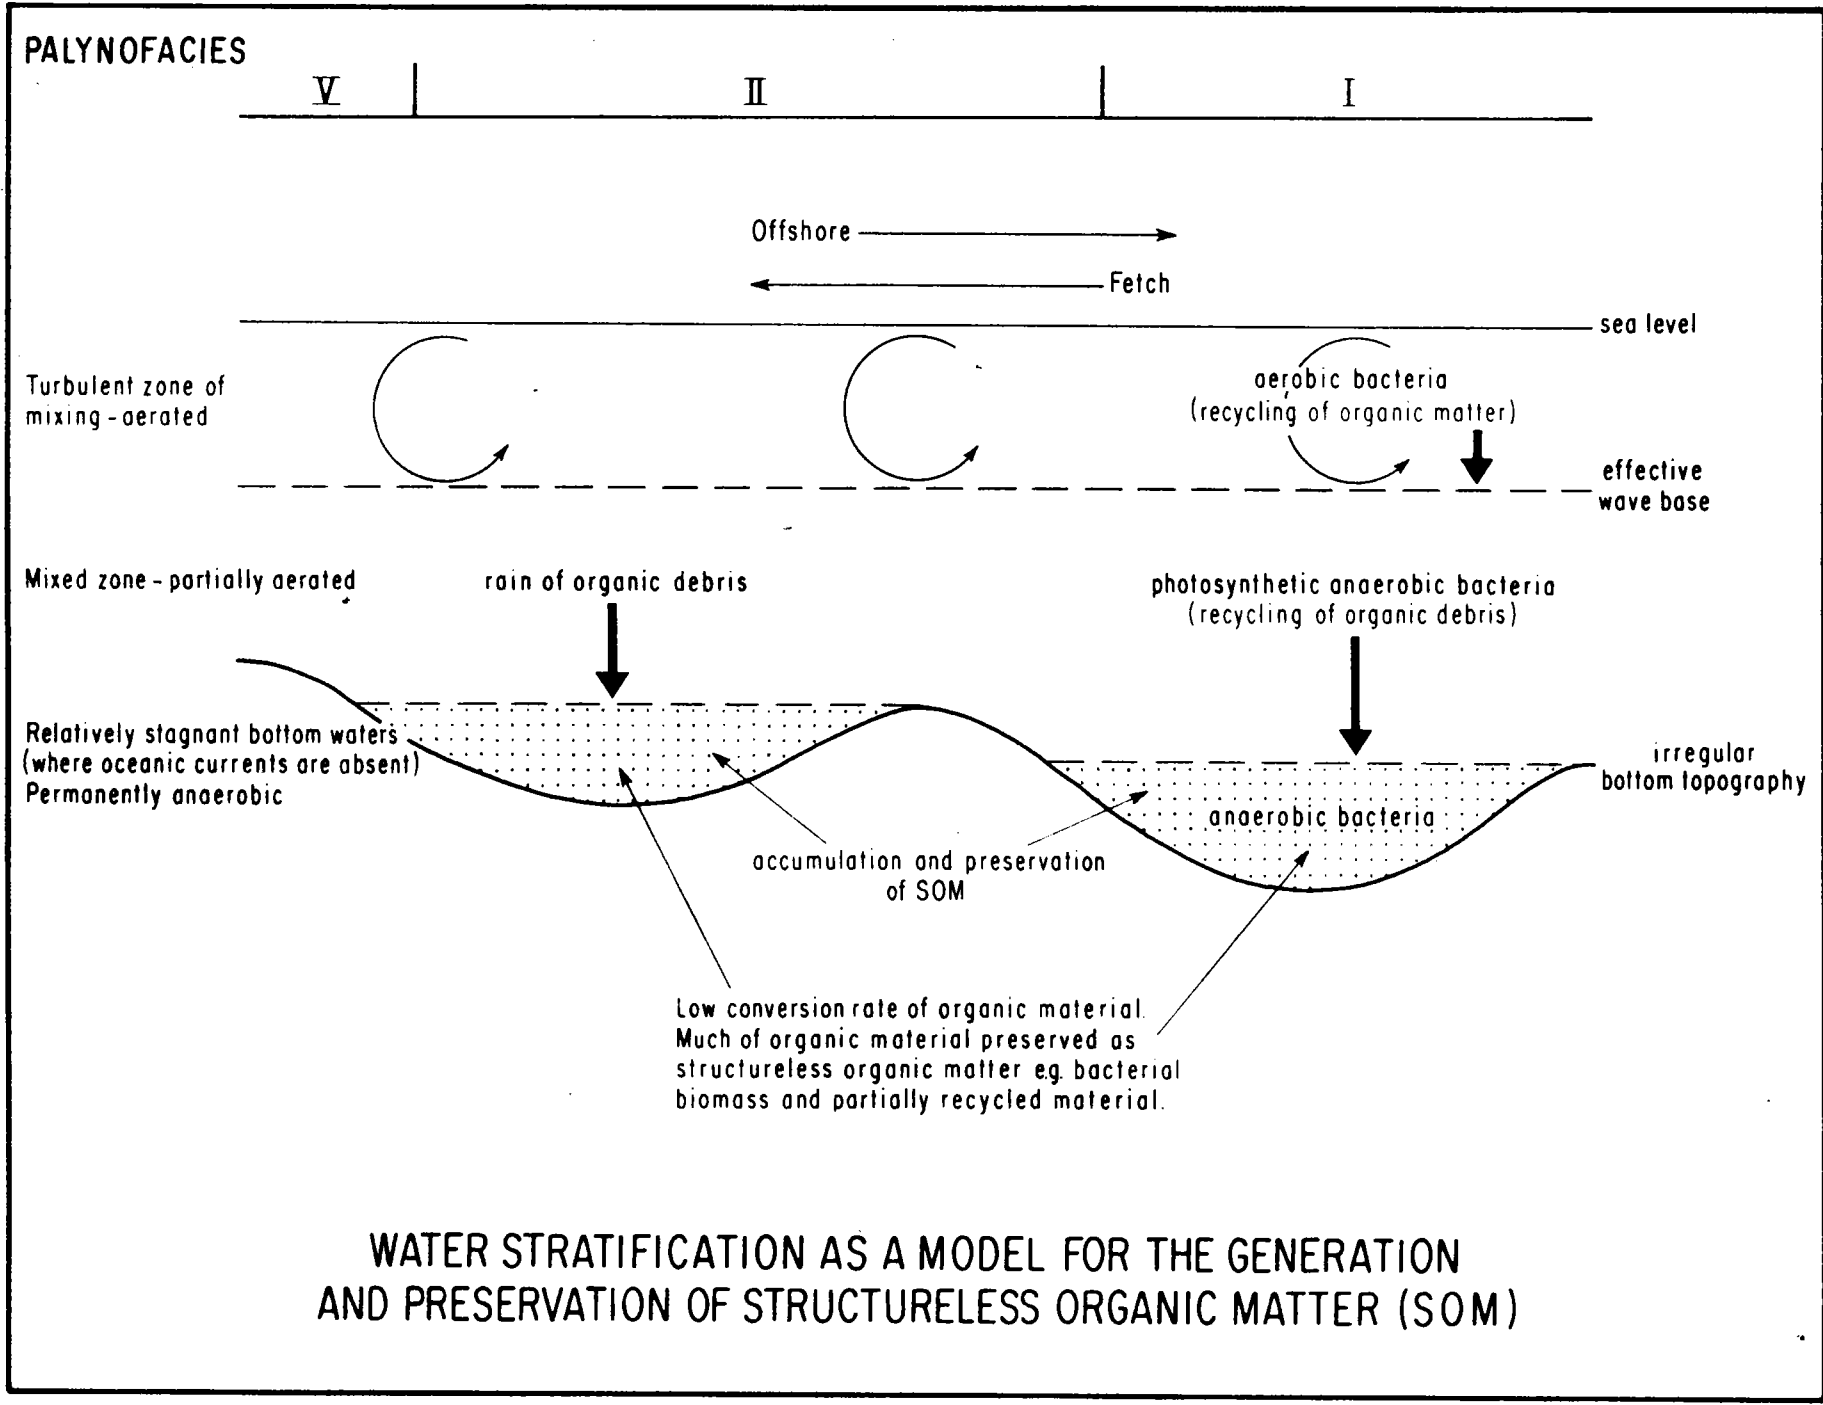 PALYNOFACIES
V
II
I
Offshore
Fetch
sea level
Turbulent zone of
mixing - aerated
aerobic bacteria
(recycling of organic matter)
effective
wave base
Mixed zone - partially aerated
rain of organic debris
photosynthetic anaerobic bacteria
(recycling of organic debris)
Relatively stagnant bottom waters
(where oceanic currents are absent)
Permanently anaerobic
irregular
bottom topography
anaerobic bacteria
accumulation and preservation
of SOM
Low conversion rate of organic material.
Much of organic material preserved as
structureless organic matter e.g. bacterial
biomass and partially recycled material.
WATER STRATIFICATION AS A MODEL FOR THE GENERATION
AND PRESERVATION OF STRUCTURELESS ORGANIC MATTER (SOM)